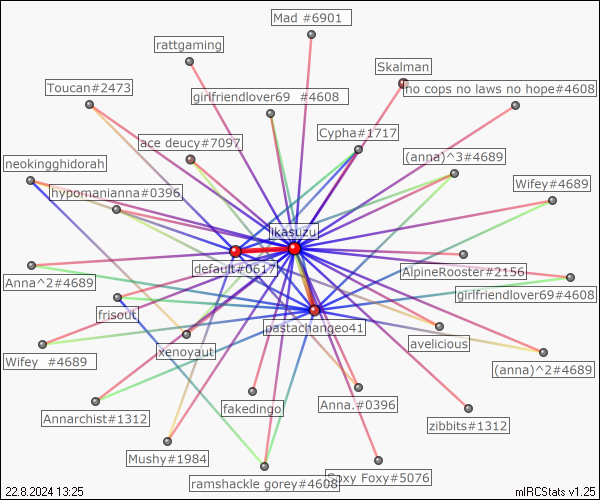 Mad #6901
rattgaming
Skalman
Toucan#2473
girlfriendlover69  #4608
no cops no laws no hope#4608
ace deucy#7097
Cypha#1717
neokingghidorah
(anna)^3#4689
hypomanianna#0396
Wifey#4689
likasuzu
default#0617
AlpineRooster#2156
Anna^2#4689
girlfriendlover69#4608
frisout
pastachangeo41
avelicious
xenoyaut
Wifey  #4689
(anna)^2#4689
Annarchist#1312
fakedingo
Anna.#0396
zibbits#1312
Mushy#1984
ramshackle gorey#4608
Foxy#5076
22.8.2024 13:25
mIRCStats v1.25